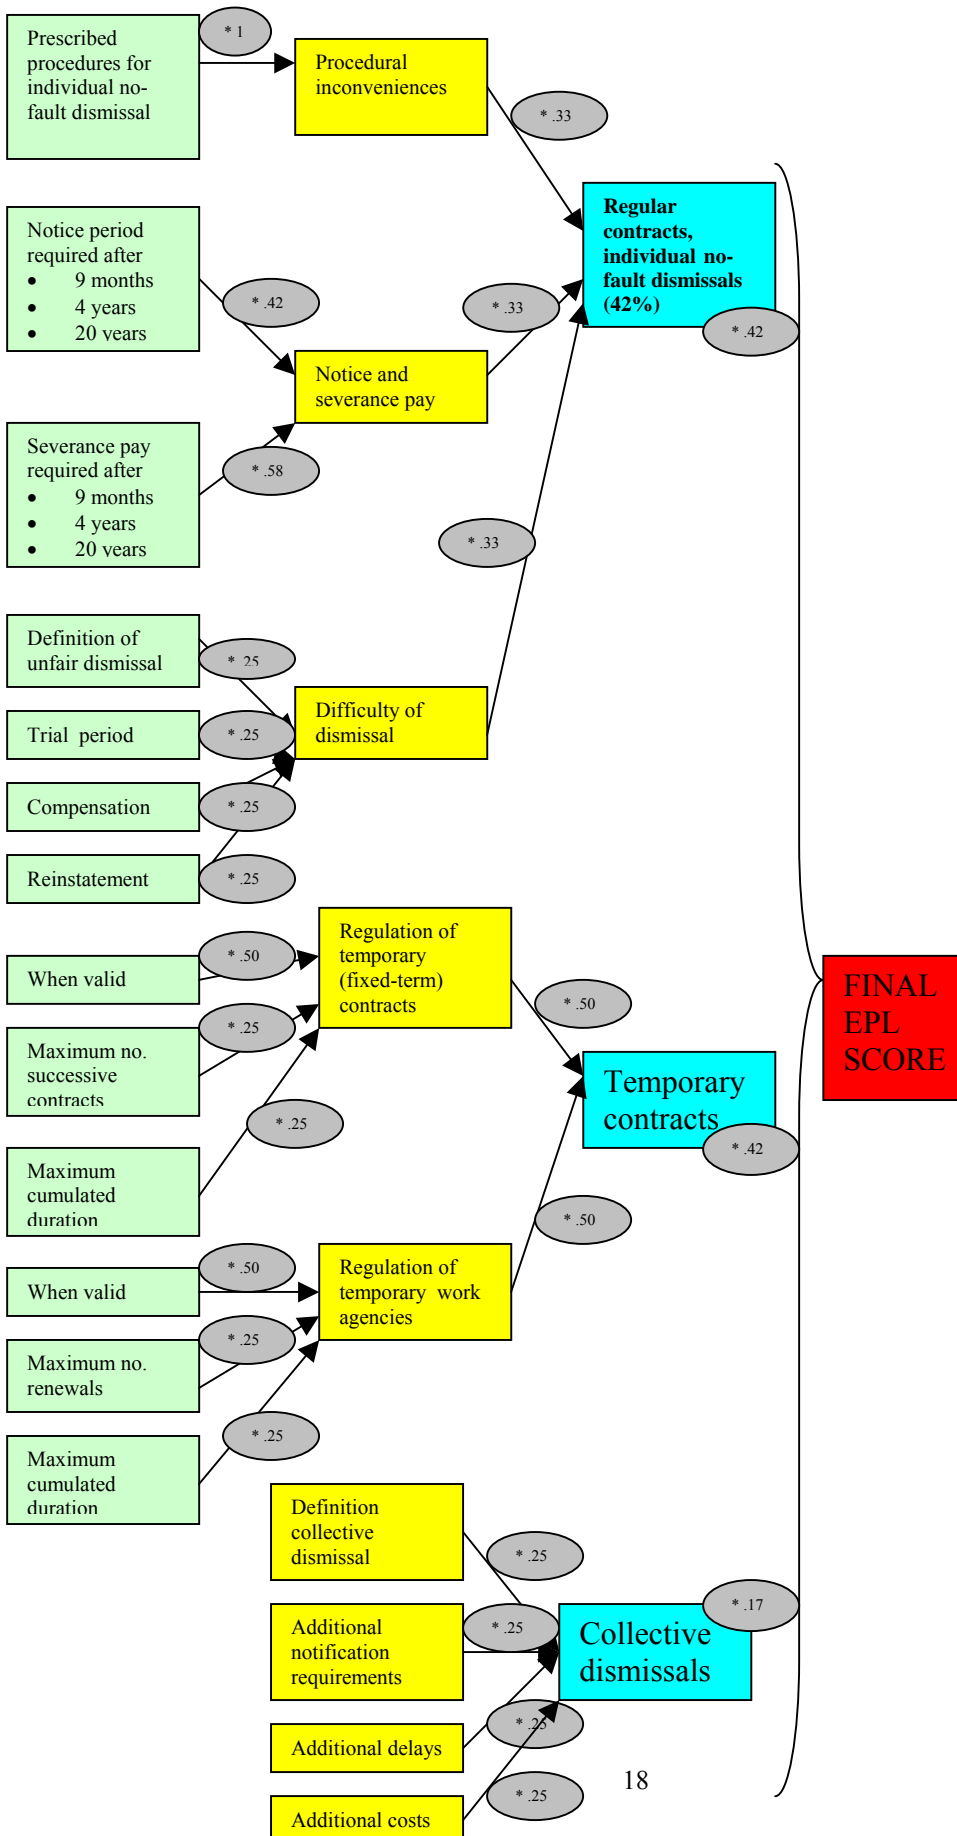 Prescribed
procedures for
individual no-
fault dismissal
* 1
Procedural
inconveniences
* .33
Regular
contracts,
individual no-
fault dismissals
(42%)
* .42
Notice period
required after
• 9 months
• 4 years
• 20 years
* .42
* .33
Notice and
severance pay
Severance pay
required after
• 9 months
• 4 years
• 20 years
* .58
* .33
Definition of
unfair dismissal
* .25
Trial period
* .25
Difficulty of
dismissal
Compensation
* .25
Reinstatement
* .25
When valid
* .50
Regulation of
temporary
(fixed-term)
contracts
* .50
Maximum no.
successive
contracts
* .25
Maximum
cumulated
duration
* .25
Temporary
contracts
* .42
FINAL
EPL
SCORE
* .50
When valid
* .50
Regulation of
temporary work
agencies
Maximum no.
renewals
* .25
Maximum
cumulated
duration
* .25
Definition
collective
dismissal
* .25
Additional
notification
requirements
* .25
Collective
dismissals
* .17
Additional delays
* .25
Additional costs
* .25
18